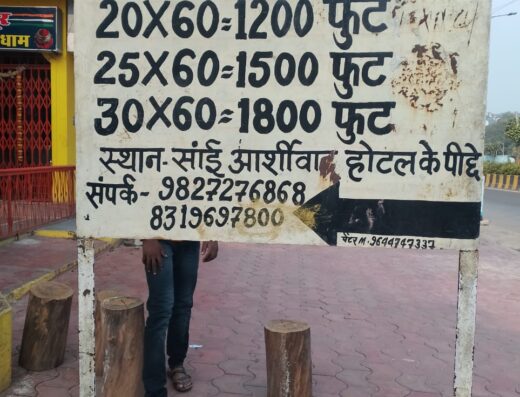 धाम
20X60=1200 फुट
25X60=1500 फुट
30X60=1800 फुट
स्थान-सांई आर्शीवाद होटल के पीछे
संपर्क- 9827276868
8319697800
पेंटर M. 9644747337